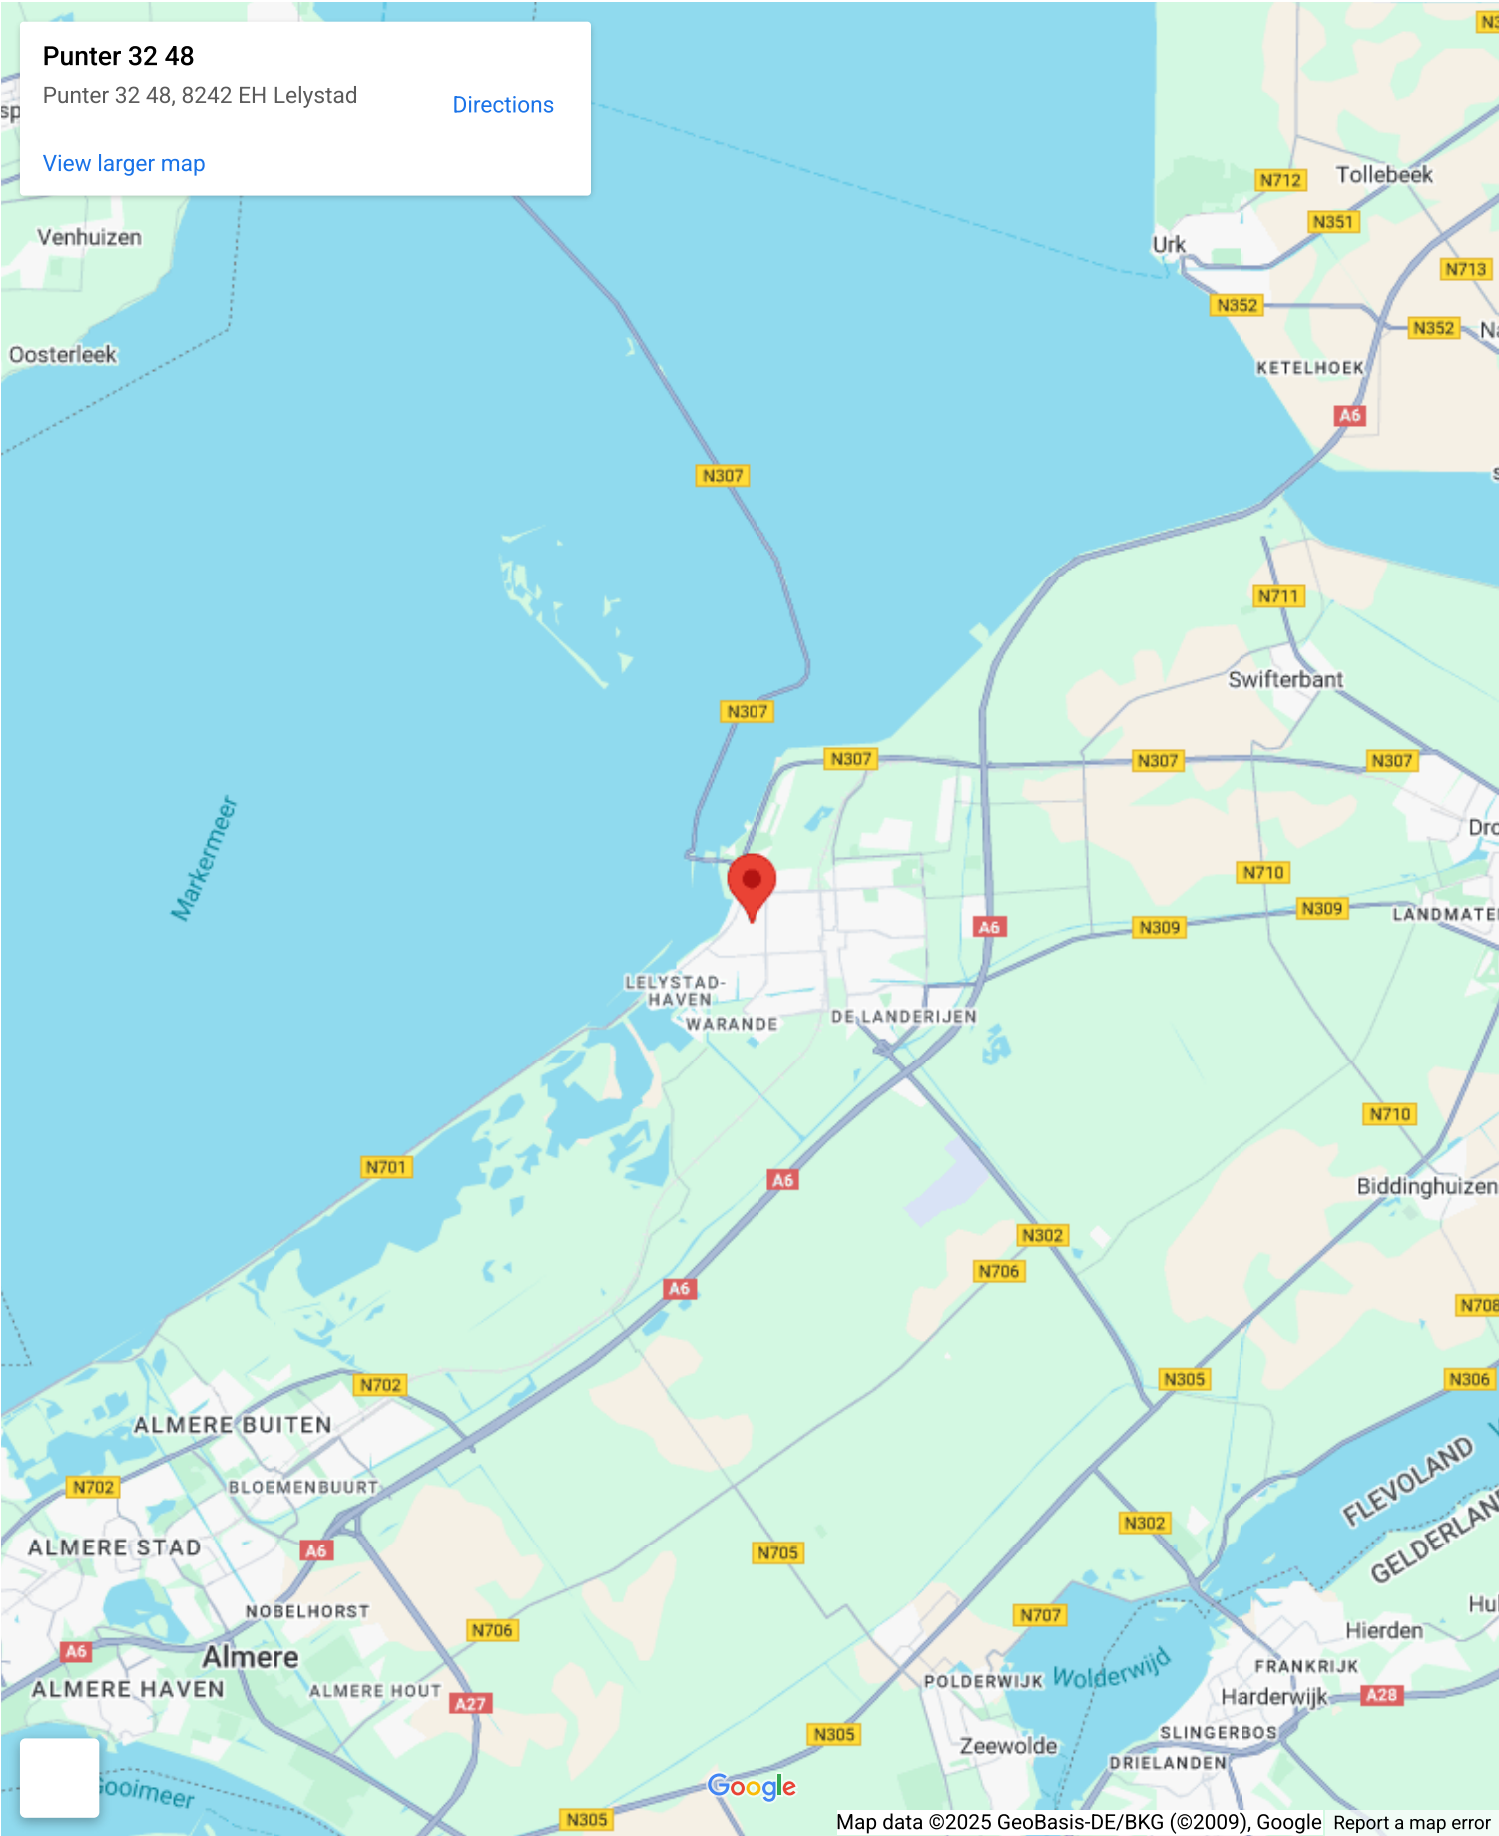 Punter 32 48
Punter 32 48, 8242 EH Lelystad
Directions
View larger map
N712
Tollebeek
N351
Venhuizen
Urk
N713
N352
N352
Oosterleek
KETELHOEK
A6
N307
N711
Swifterbant
N307
N307
N307
N307
Markermeer
N710
N309
LANDMATE
A6
N309
LELYSTAD-
HAVEN
WARANDE
DE LANDERIJEN
N710
N701
A6
Biddinghuizen
N302
N706
A6
N708
N305
N306
N702
ALMERE BUITEN
FLEVOLAND
N702
BLOEMENBUURT
GELDERLAN
N302
ALMERE STAD
A6
N705
NOBELHORST
N707
N706
Hierden
A6
Almere
Wolderwijd
FRANKRIJK
POLDERWIJK
ALMERE HAVEN
ALMERE HOUT
A27
Harderwijk
A28
SLINGERBOS
N305
Zeewolde
DRIELANDEN
Gooimeer
Google
N305
Map data ©2025 GeoBasis-DE/BKG (©2009), Google
Report a map error